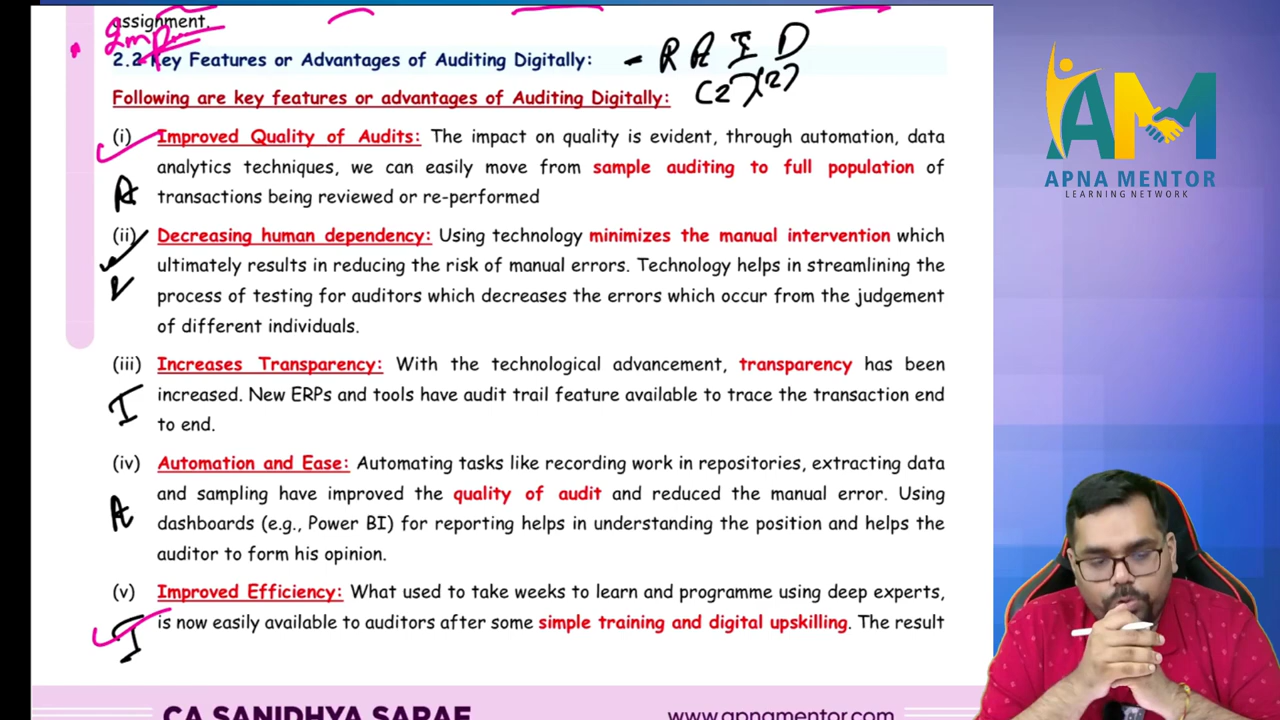 assignment.
2.2 Key Features or Advantages of Auditing Digitally: - R A I D
(2) (2)
Following are key features or advantages of Auditing Digitally:
(i) Improved Quality of Audits: The impact on quality is evident, through automation, data
analytics techniques, we can easily move from sample auditing to full population of
A transactions being reviewed or re-performed
(ii) Decreasing human dependency: Using technology minimizes the manual intervention which
ultimately results in reducing the risk of manual errors. Technology helps in streamlining the
process of testing for auditors which decreases the errors which occur from the judgement
of different individuals.
(iii) Increases Transparency: With the technological advancement, transparency has been
I increased. New ERPs and tools have audit trail feature available to trace the transaction end
to end.
(iv) Automation and Ease: Automating tasks like recording work in repositories, extracting data
and sampling have improved the quality of audit and reduced the manual error. Using
A dashboards (e.g., Power BI) for reporting helps in understanding the position and helps the
auditor to form his opinion.
(v) Improved Efficiency: What used to take weeks to learn and programme using deep experts,
I is now easily available to auditors after some simple training and digital upskilling. The result
CA SANIDHYA SARAF
www.apnamentor.com
AM
APNA MENTOR
LEARNING NETWORK